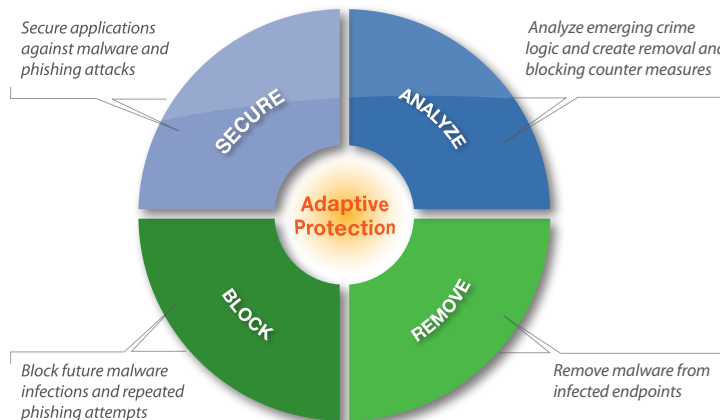 Secure applications
against malware and
phishing attacks
Analyze emerging crime
logic and create removal and
blocking counter measures
SECURE
ANALYZE
Adaptive
Protection
BLOCK
REMOVE
Block future malware
infections and repeated
phishing attempts
Remove malware from
infected endpoints